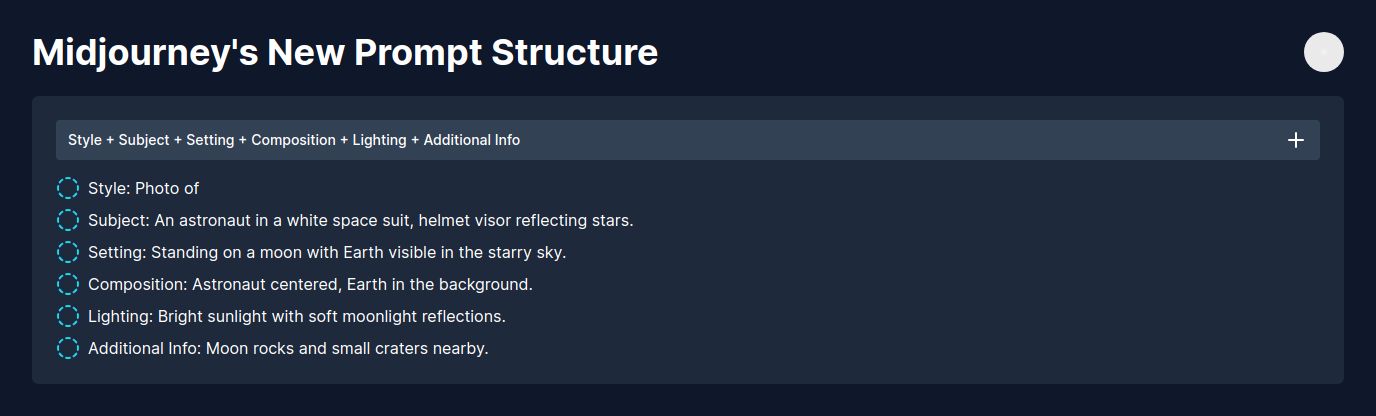 Midjourney's New Prompt Structure
Style + Subject + Setting + Composition + Lighting + Additional Info
Style: Photo of
Subject: An astronaut in a white space suit, helmet visor reflecting stars.
Setting: Standing on a moon with Earth visible in the starry sky.
Composition: Astronaut centered, Earth in the background.
Lighting: Bright sunlight with soft moonlight reflections.
Additional Info: Moon rocks and small craters nearby.